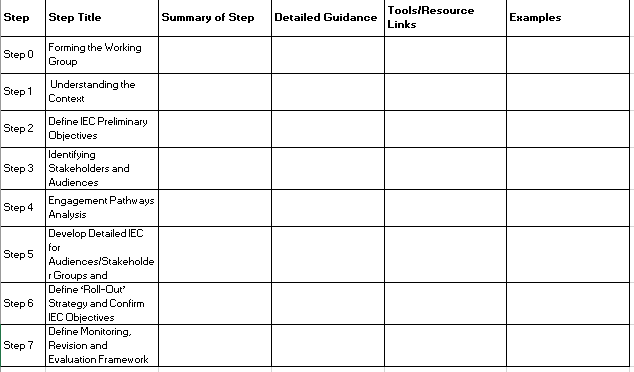 Step Step Title Summary of Step Detailed Guidance Tools/Resource Links Examples
Step 0 Forming the Working Group
Step 1 Understanding the Context
Step 2 Define IEC Preliminary Objectives
Step 3 Identifying Stakeholders and Audiences
Step 4 Engagement Pathways Analysis
Step 5 Develop Detailed IEC for Audiences/Stakeholder Groups and
Step 6 Define ‘Roll-Out’ Strategy and Confirm IEC Objectives
Step 7 Define Monitoring, Revision and Evaluation Framework